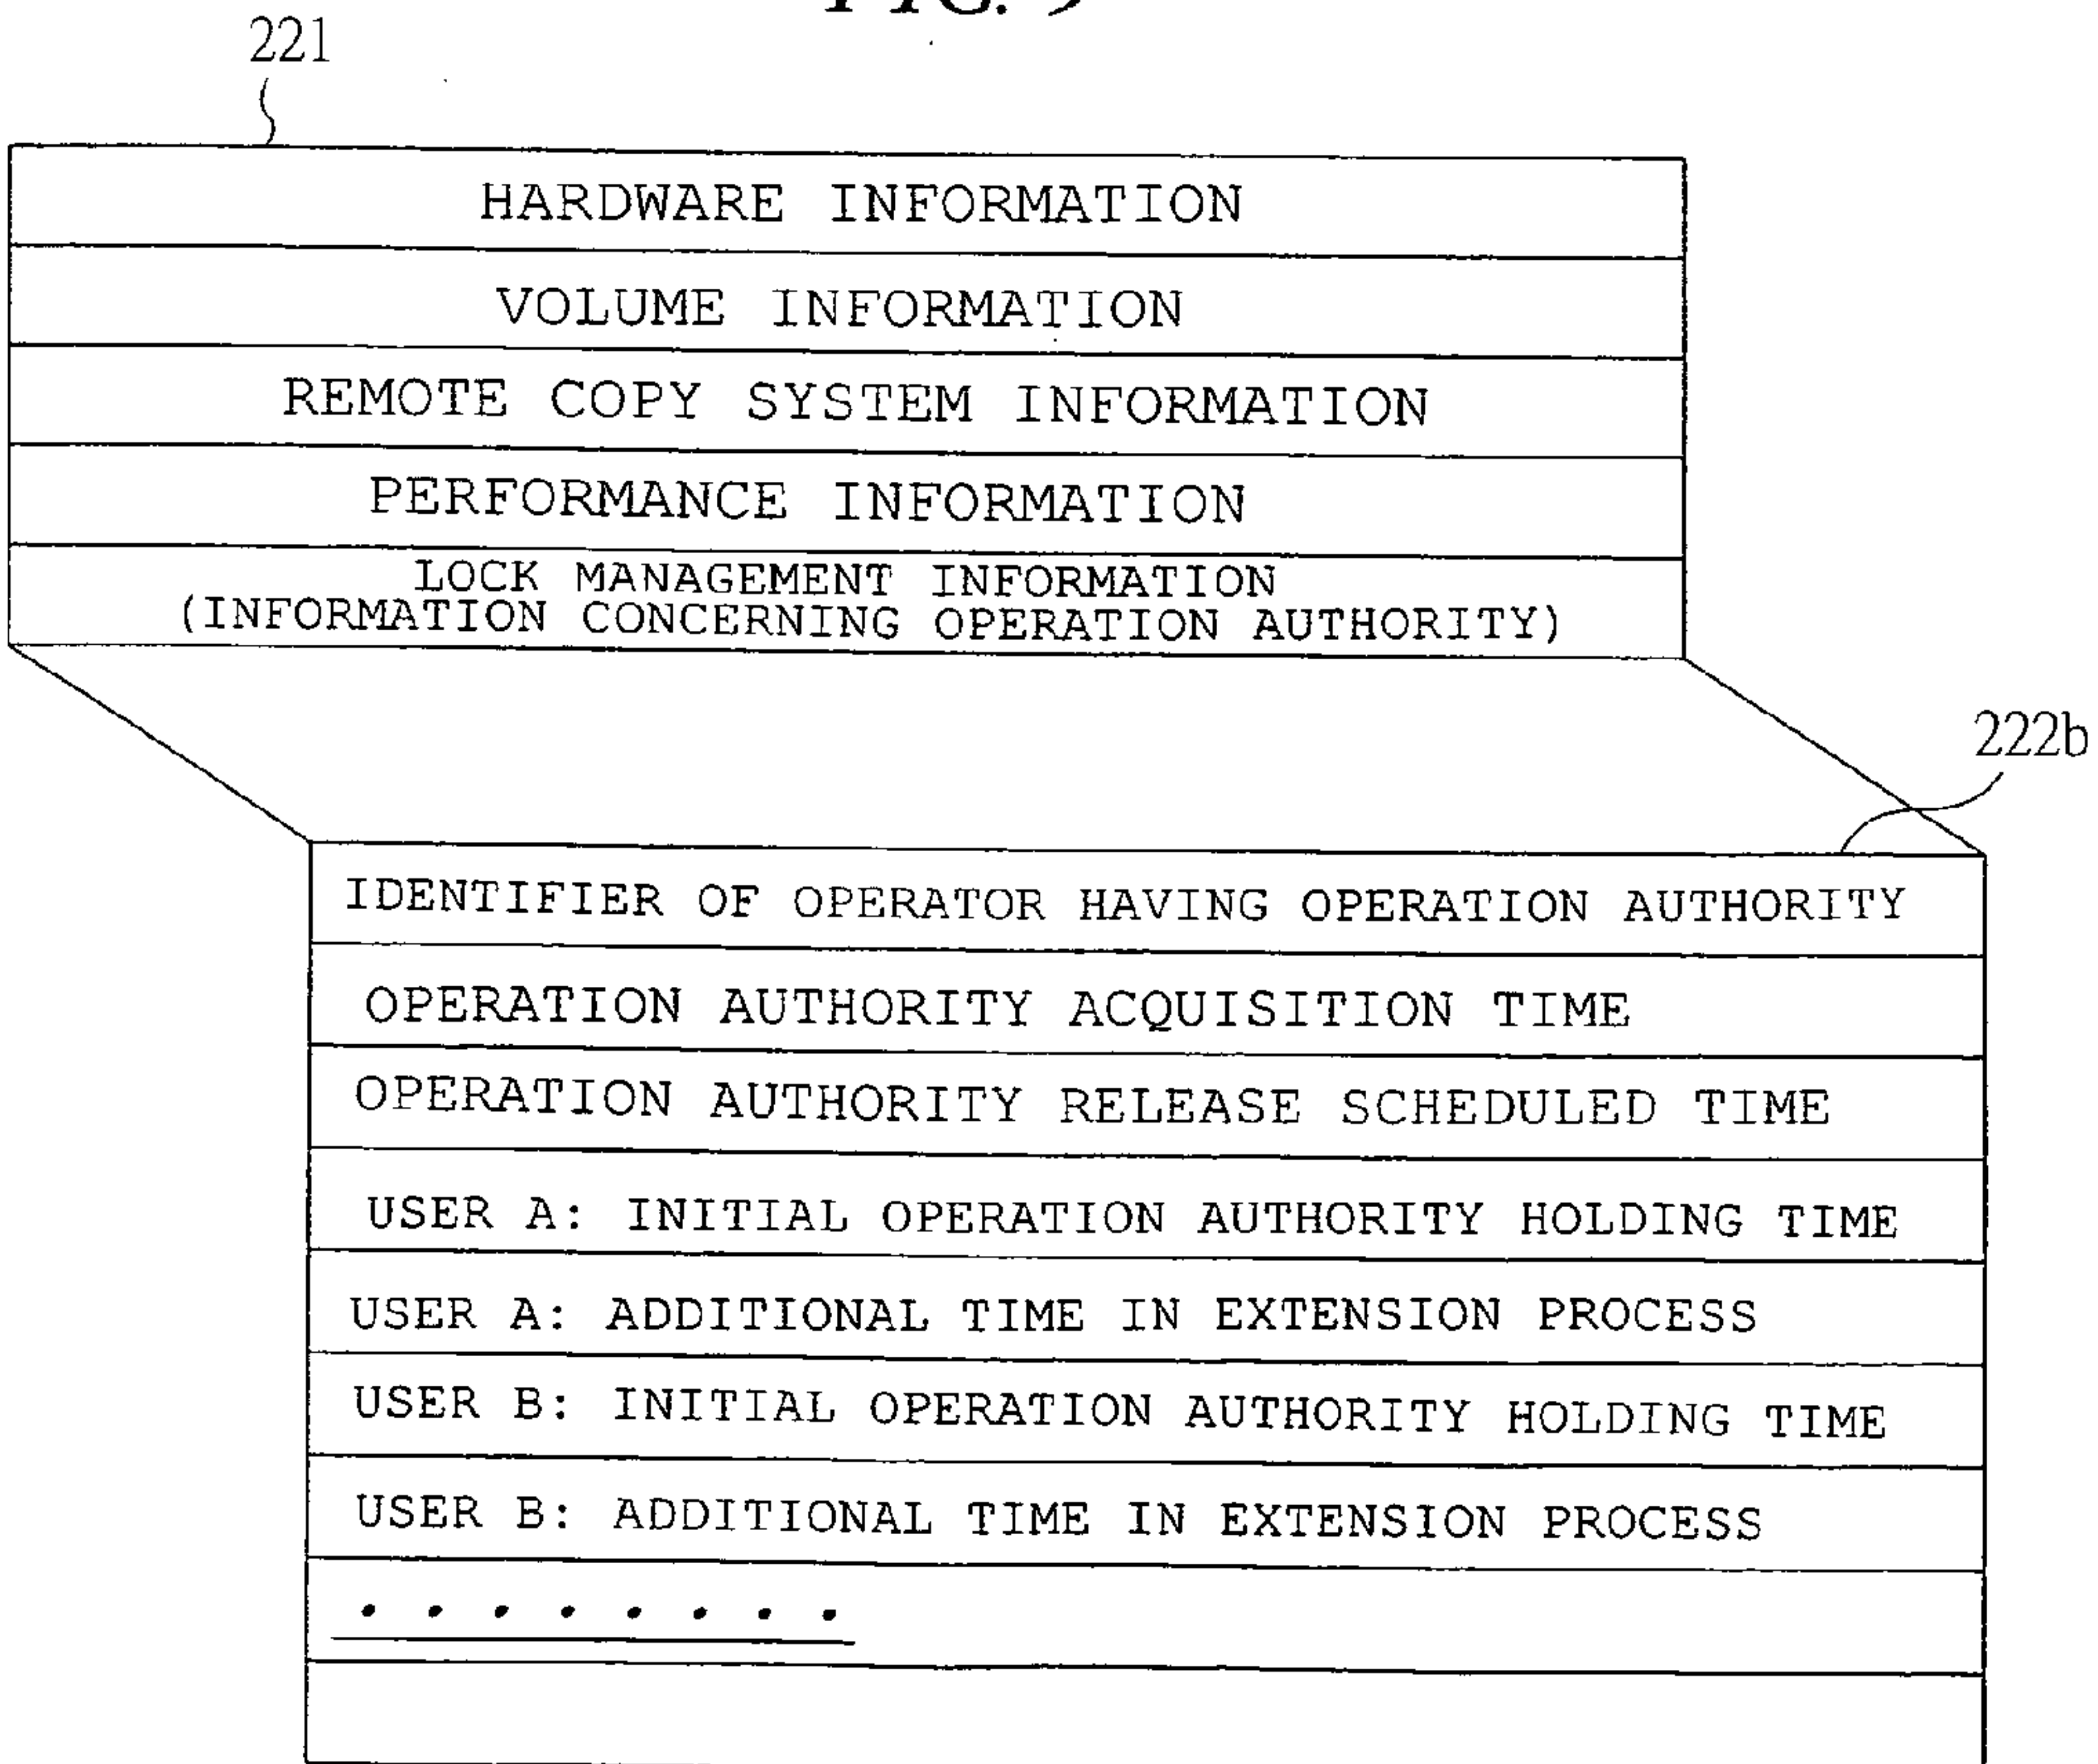 FIG. 9
221
HARDWARE INFORMATION
VOLUME INFORMATION
REMOTE COPY SYSTEM INFORMATION
PERFORMANCE INFORMATION
LOCK MANAGEMENT INFORMATION
(INFORMATION CONCERNING OPERATION AUTHORITY)
222b
IDENTIFIER OF OPERATOR HAVING OPERATION AUTHORITY
OPERATION AUTHORITY ACQUISITION TIME
OPERATION AUTHORITY RELEASE SCHEDULED TIME
USER A: INITIAL OPERATION AUTHORITY HOLDING TIME
USER A: ADDITIONAL TIME IN EXTENSION PROCESS
USER B: INITIAL OPERATION AUTHORITY HOLDING TIME
USER B: ADDITIONAL TIME IN EXTENSION PROCESS
• • • • • • • •